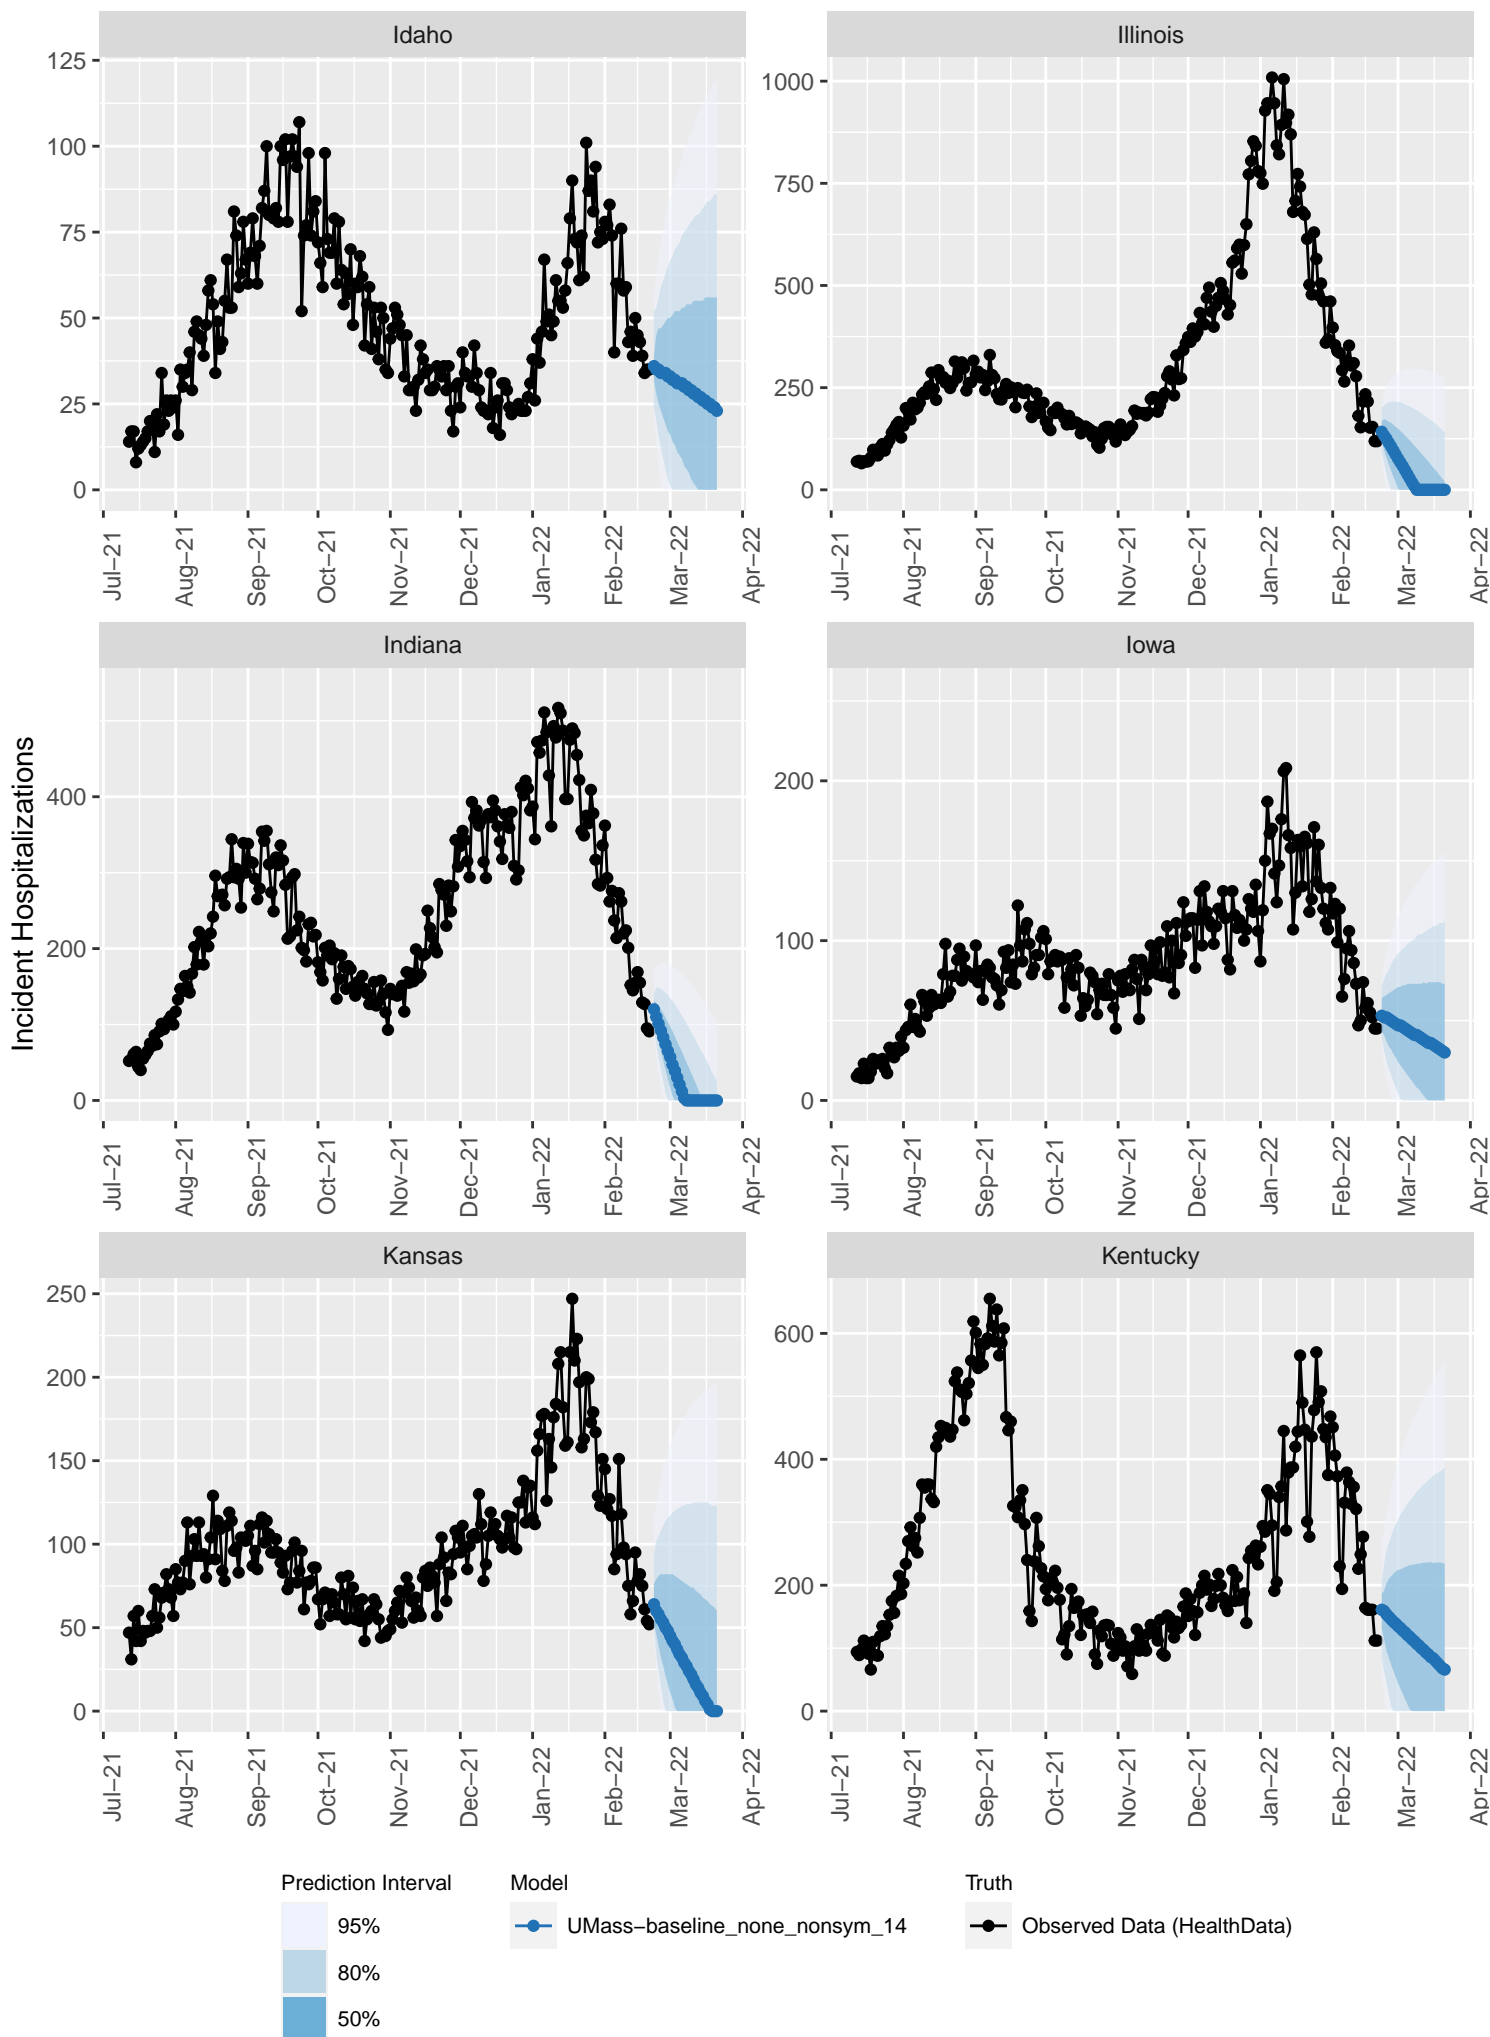 Idaho
Illinois
125
100
75
50
25
0
1000
750
500
250
0
Jul−21
Aug−21
Sep−21
Oct−21
Nov−21
Dec−21
Jan−22
Feb−22
Mar−22
Apr−22
Jul−21
Aug−21
Sep−21
Oct−21
Nov−21
Dec−21
Jan−22
Feb−22
Mar−22
Apr−22
Incident Hospitalizations
Indiana
Iowa
400
200
0
200
100
0
Jul−21
Aug−21
Sep−21
Oct−21
Nov−21
Dec−21
Jan−22
Feb−22
Mar−22
Apr−22
Jul−21
Aug−21
Sep−21
Oct−21
Nov−21
Dec−21
Jan−22
Feb−22
Mar−22
Apr−22
Kansas
Kentucky
250
200
150
100
50
0
600
400
200
0
Jul−21
Aug−21
Sep−21
Oct−21
Nov−21
Dec−21
Jan−22
Feb−22
Mar−22
Apr−22
Jul−21
Aug−21
Sep−21
Oct−21
Nov−21
Dec−21
Jan−22
Feb−22
Mar−22
Apr−22
Prediction Interval
95%
80%
50%
Model
UMass−baseline_none_nonsym_14
Truth
Observed Data (HealthData)